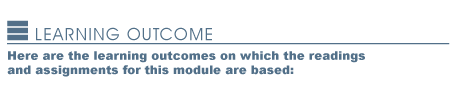 LEARNING OUTCOME
Here are the learning outcomes on which the readings
and assignments for this module are based: